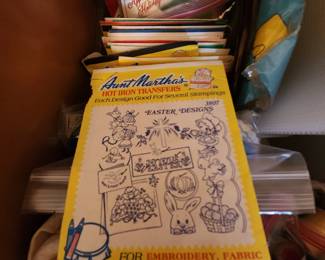 Aunt Martha's
HOT IRON TRANSFERS
Each Design Good For Several Stampings
EASTER DESIGNS
FOR EMBROIDERY, FABRIC